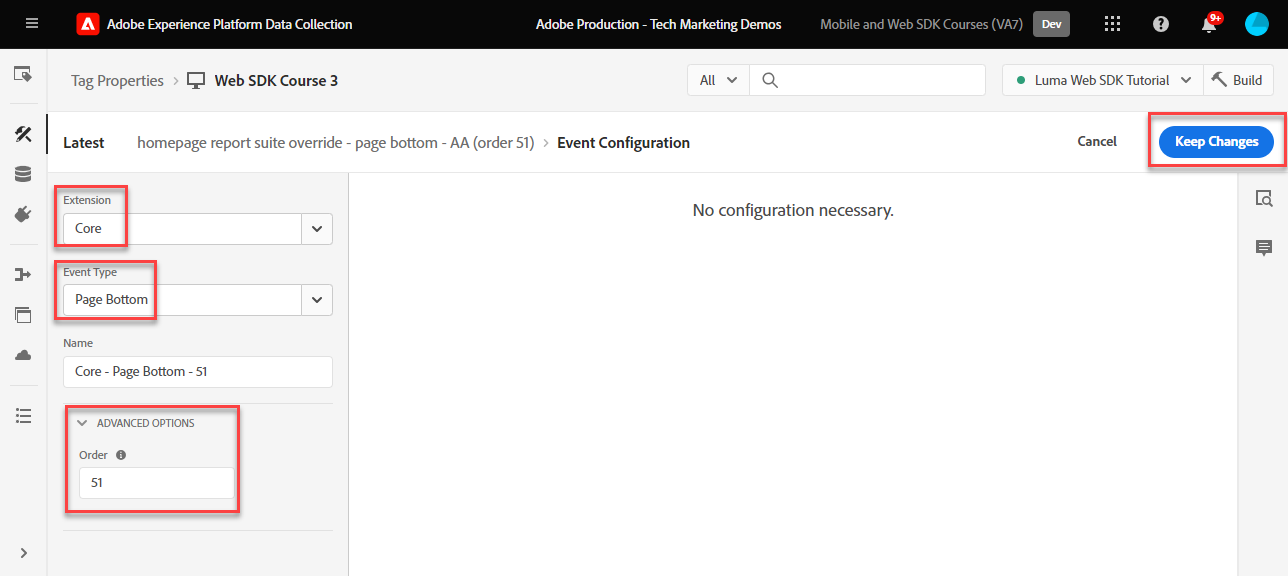 Adobe Experience Platform Data Collection
Adobe Production - Tech Marketing Demos
Mobile and Web SDK Courses (VA7)
Dev
9+
Tag Properties > Web SDK Course 3
All
Luma Web SDK Tutorial
Build
Latest
homepage report suite override - page bottom - AA (order 51) > Event Configuration
Cancel
Keep Changes
Extension
Core
Event Type
Page Bottom
Name
Core - Page Bottom - 51
ADVANCED OPTIONS
Order
51
No configuration necessary.